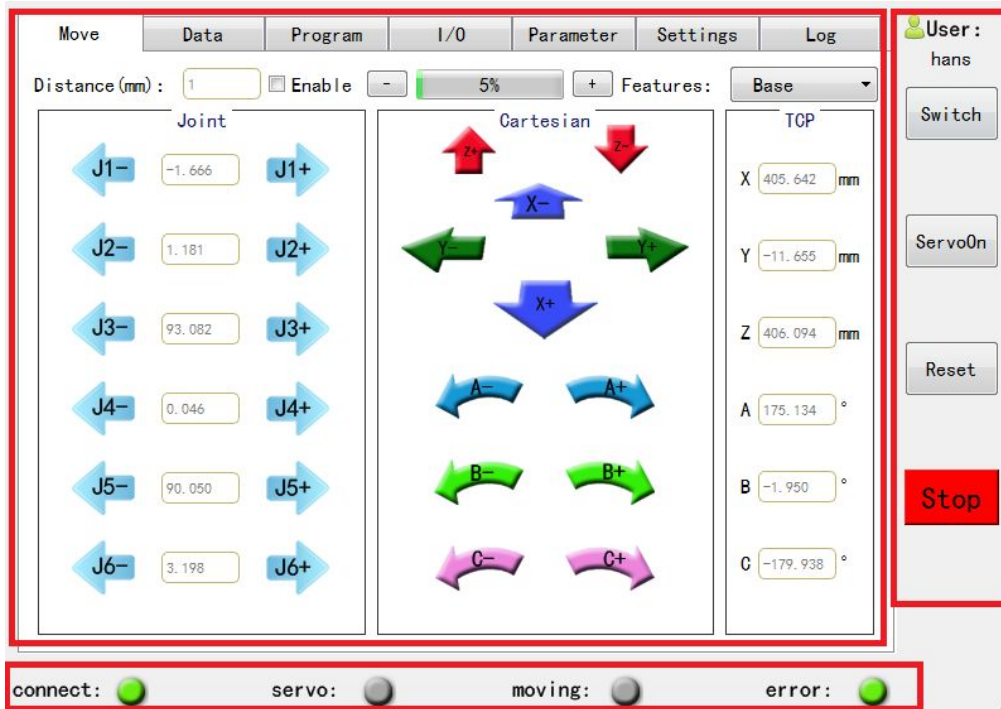 Move Data Program I/O Parameter Settings Log
User:
hans
Distance(mm): 1 Enable - 5% + Features: Base
Switch
Joint Cartesian TCP
Z+ Z-
J1- -1.666 J1+ X 405.642 mm
X-
J2- 1.181 J2+ Y- Y+ Y -11.655 mm
ServoOn
X+
J3- 93.082 J3+ Z 406.094 mm
Reset
J4- 0.046 J4+ A- A+ A 175.134 °
J5- 90.050 J5+ B- B+ B -1.950 °
Stop
J6- 3.198 J6+ C- C+ C -179.938 °
connect: servo: moving: error: